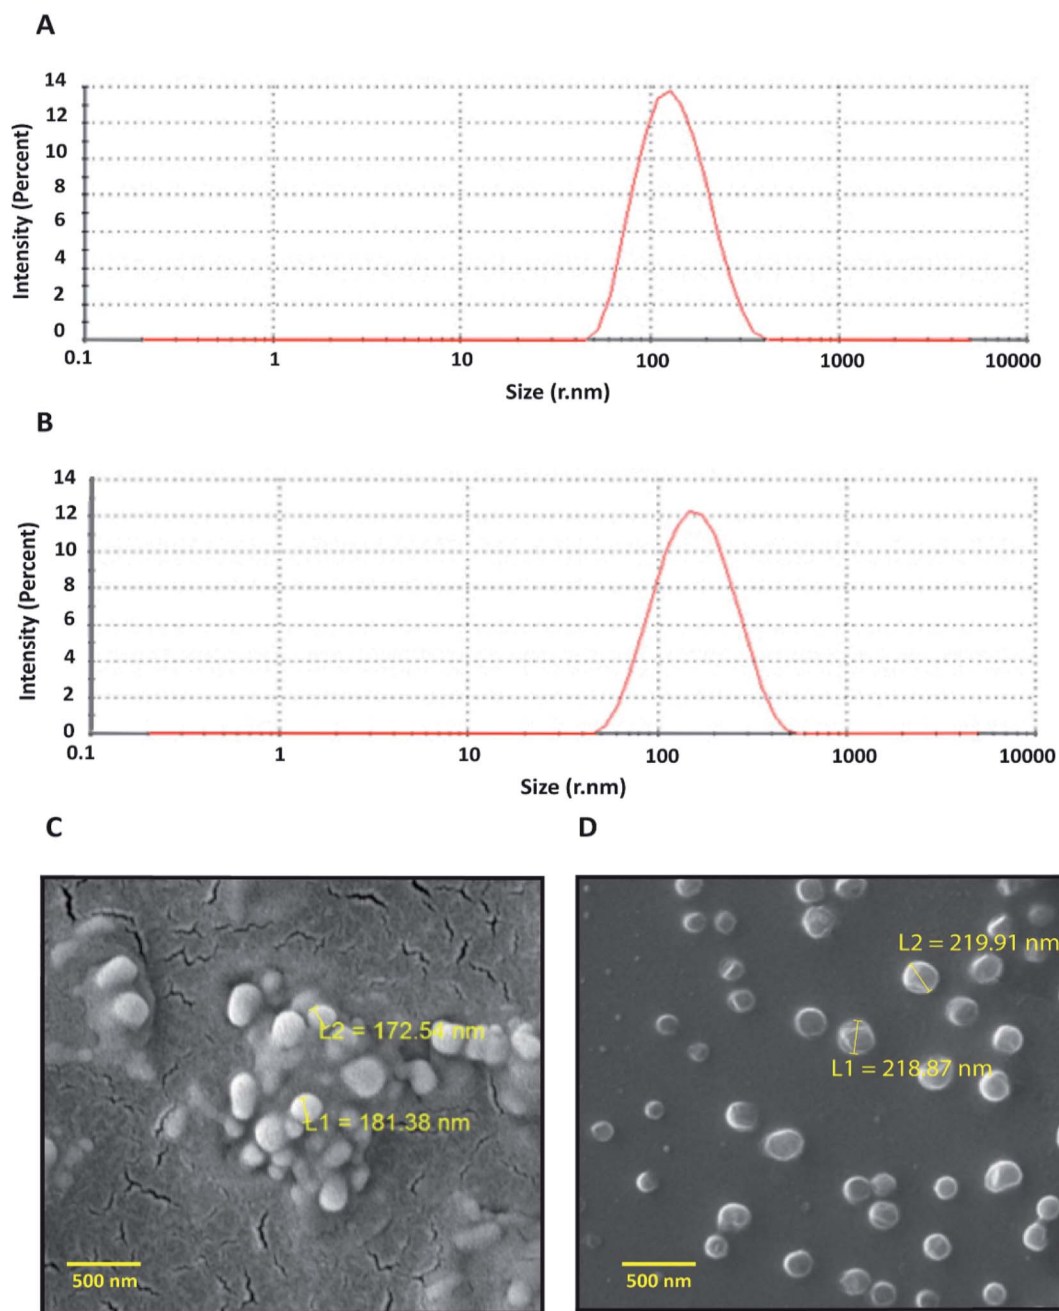 A
14
12
10
8
6
4
2
0
Intensity (Percent)
0.1 1 10 100 1000 10000
Size (r.nm)
B
14
12
10
8
6
4
2
0
Intensity (Percent)
0.1 1 10 100 1000 10000
Size (r.nm)
C
L2 = 172.54 nm
L1 = 181.38 nm
500 nm
D
L2 = 219.91 nm
L1 = 218.87 nm
500 nm